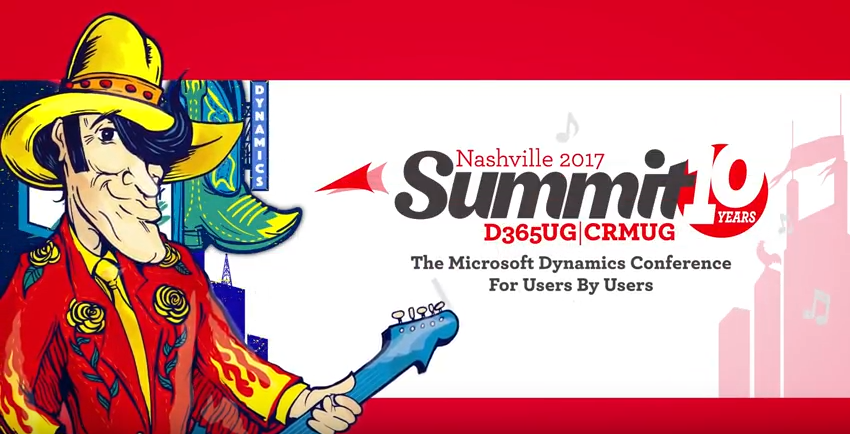 DYNAMICS
Nashville 2017
Summit 10
YEARS
D365UG|CRMUG
The Microsoft Dynamics Conference
For Users By Users